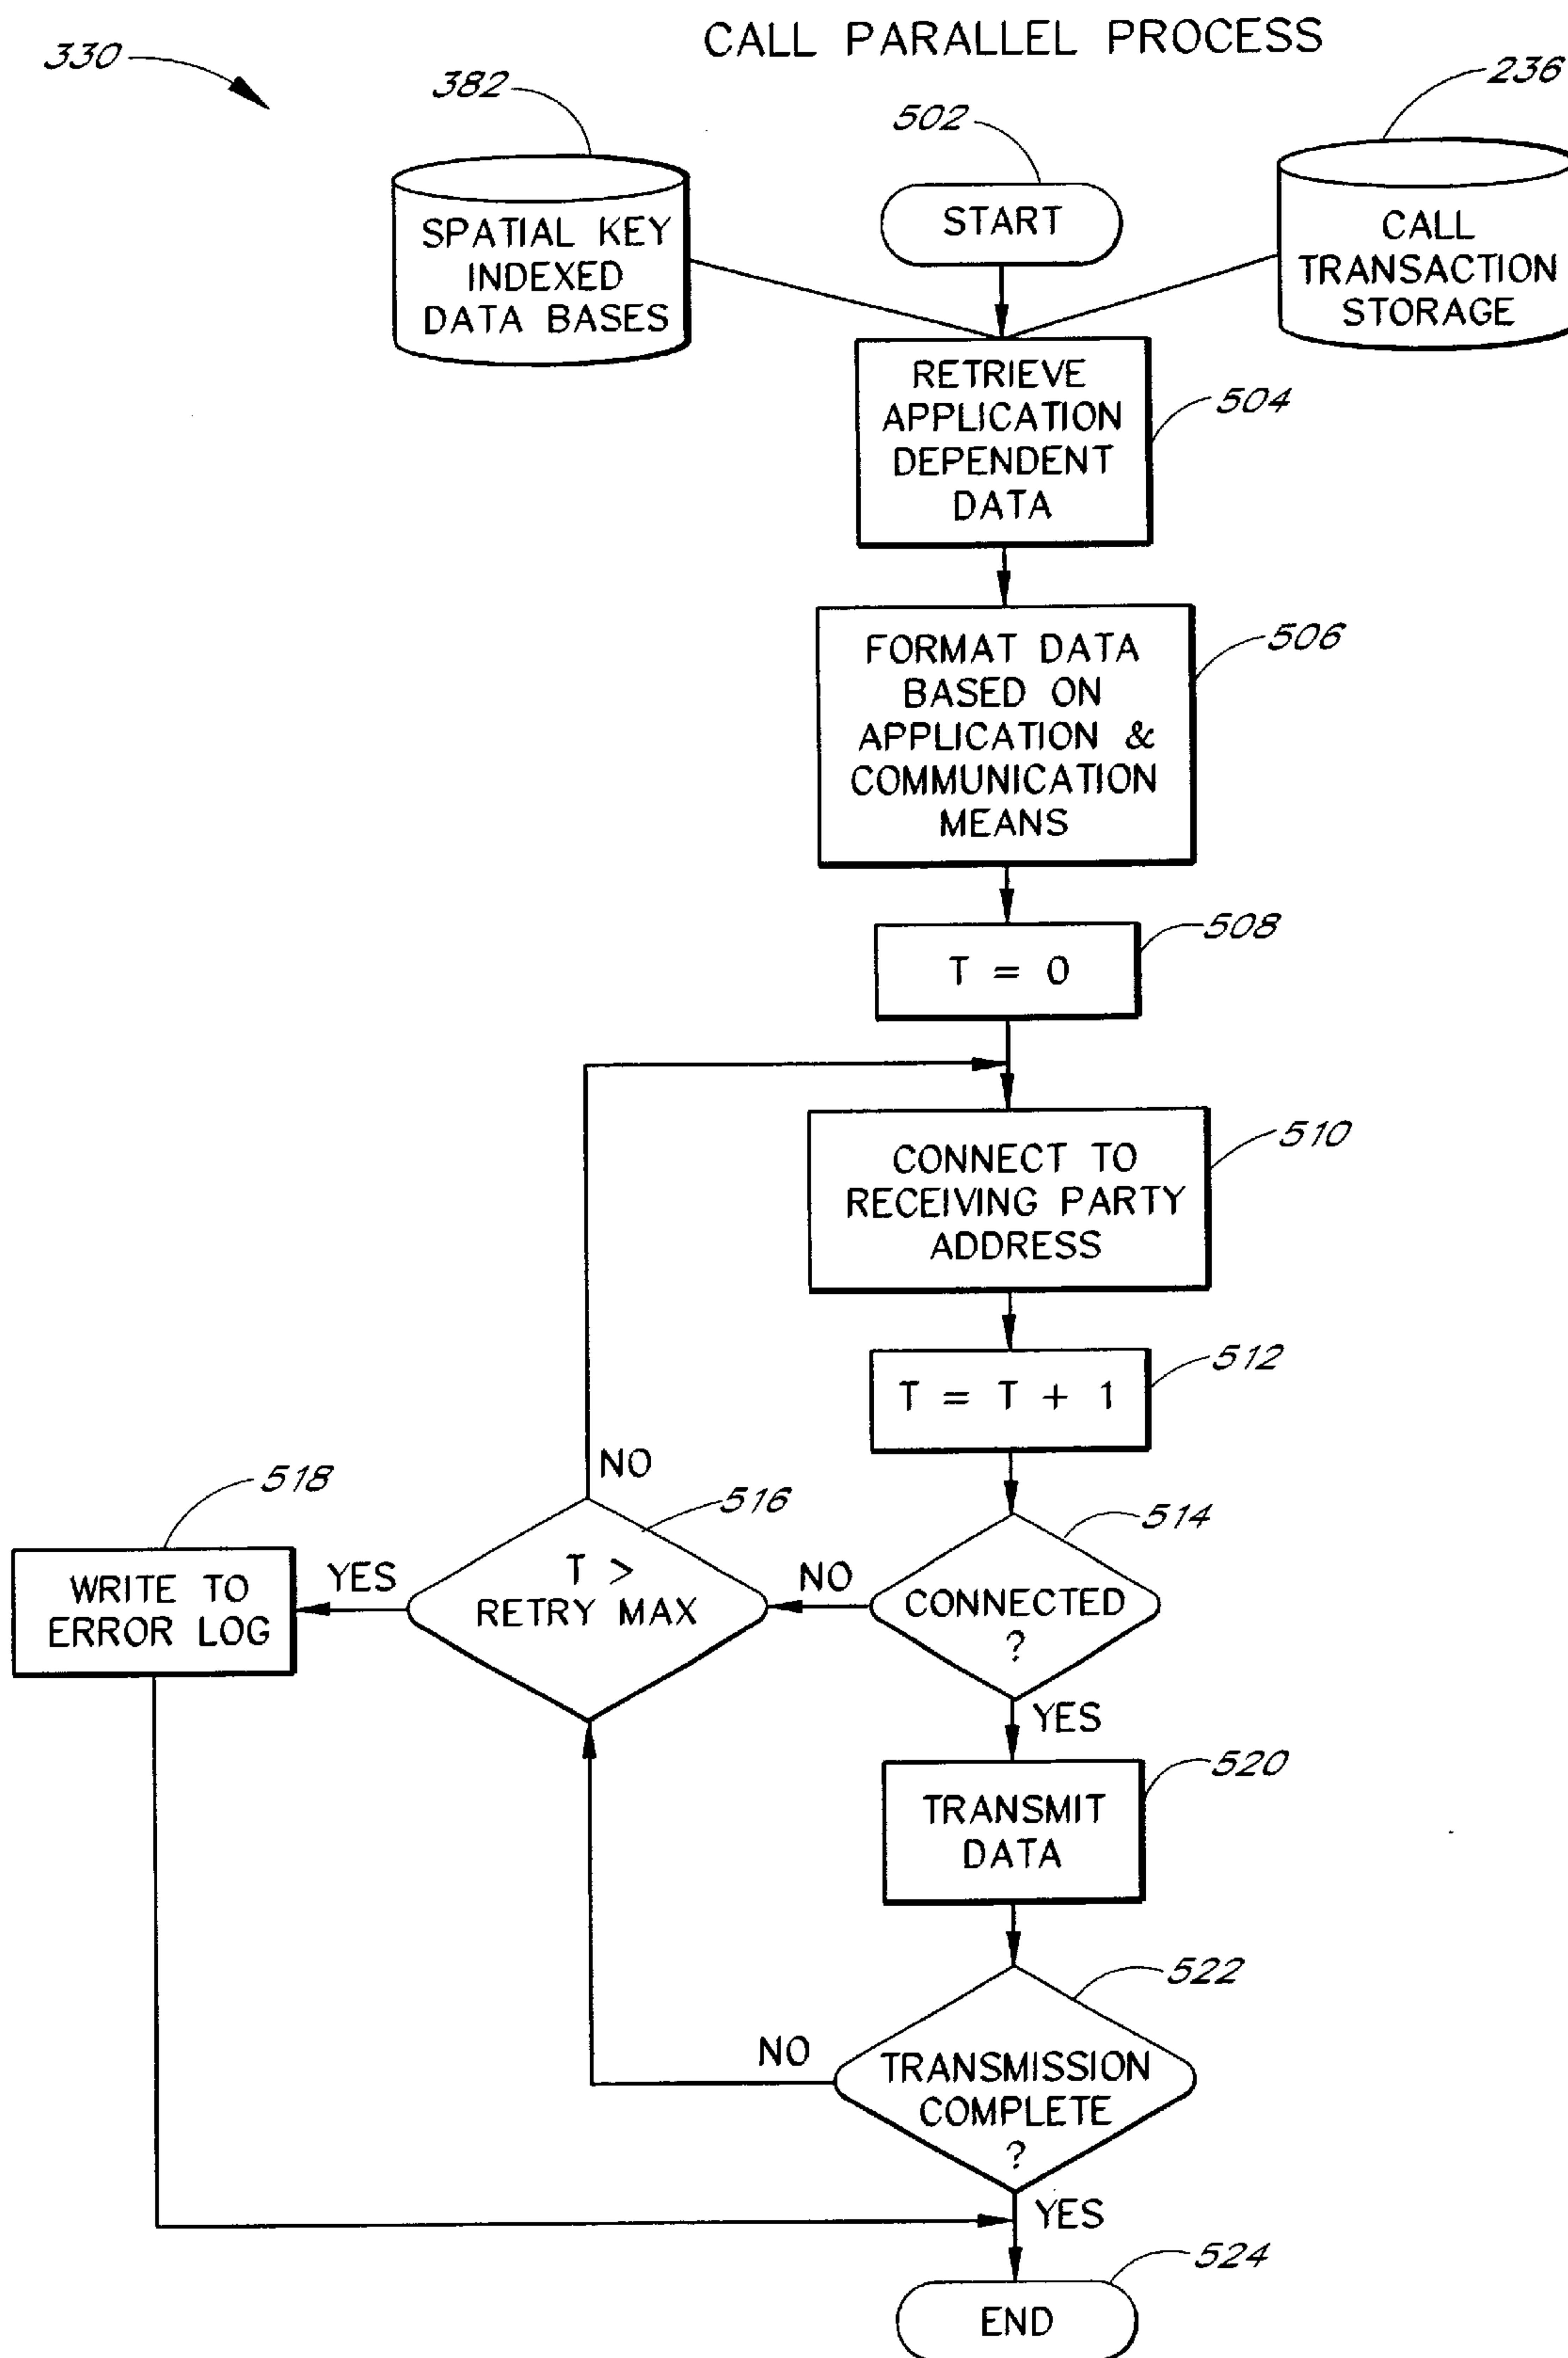 CALL PARALLEL PROCESS
330
382
502
236
SPATIAL KEY
INDEXED
DATA BASES
START
CALL
TRANSACTION
STORAGE
RETRIEVE
APPLICATION
DEPENDENT
DATA
504
FORMAT DATA
BASED ON
APPLICATION &
COMMUNICATION
MEANS
506
T = 0
508
CONNECT TO
RECEIVING PARTY
ADDRESS
510
T = T + 1
512
NO
518
516
514
WRITE TO
ERROR LOG
YES
T >
RETRY MAX
NO
CONNECTED
?
YES
520
TRANSMIT
DATA
522
NO
TRANSMISSION
COMPLETE
?
YES
524
END